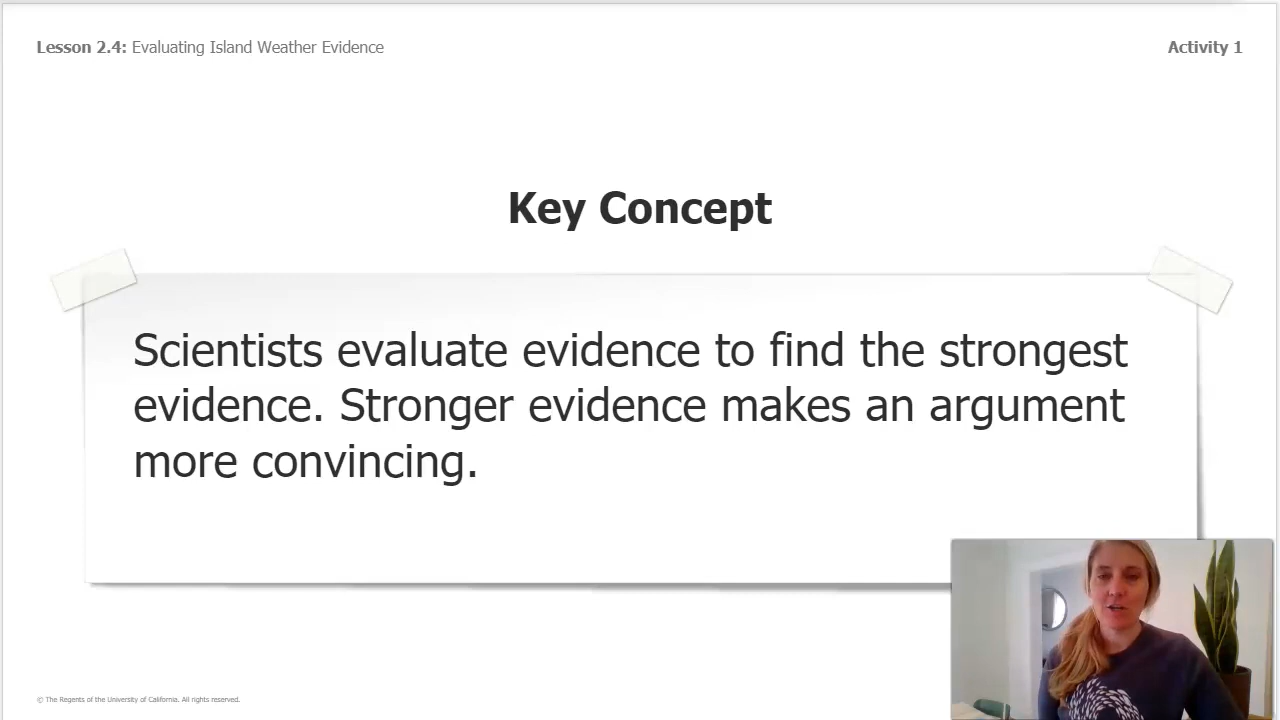 Lesson 2.4: Evaluating Island Weather Evidence
Activity 1
Key Concept
Scientists evaluate evidence to find the strongest
evidence. Stronger evidence makes an argument
more convincing.
© The Regents of the University of California. All rights reserved.